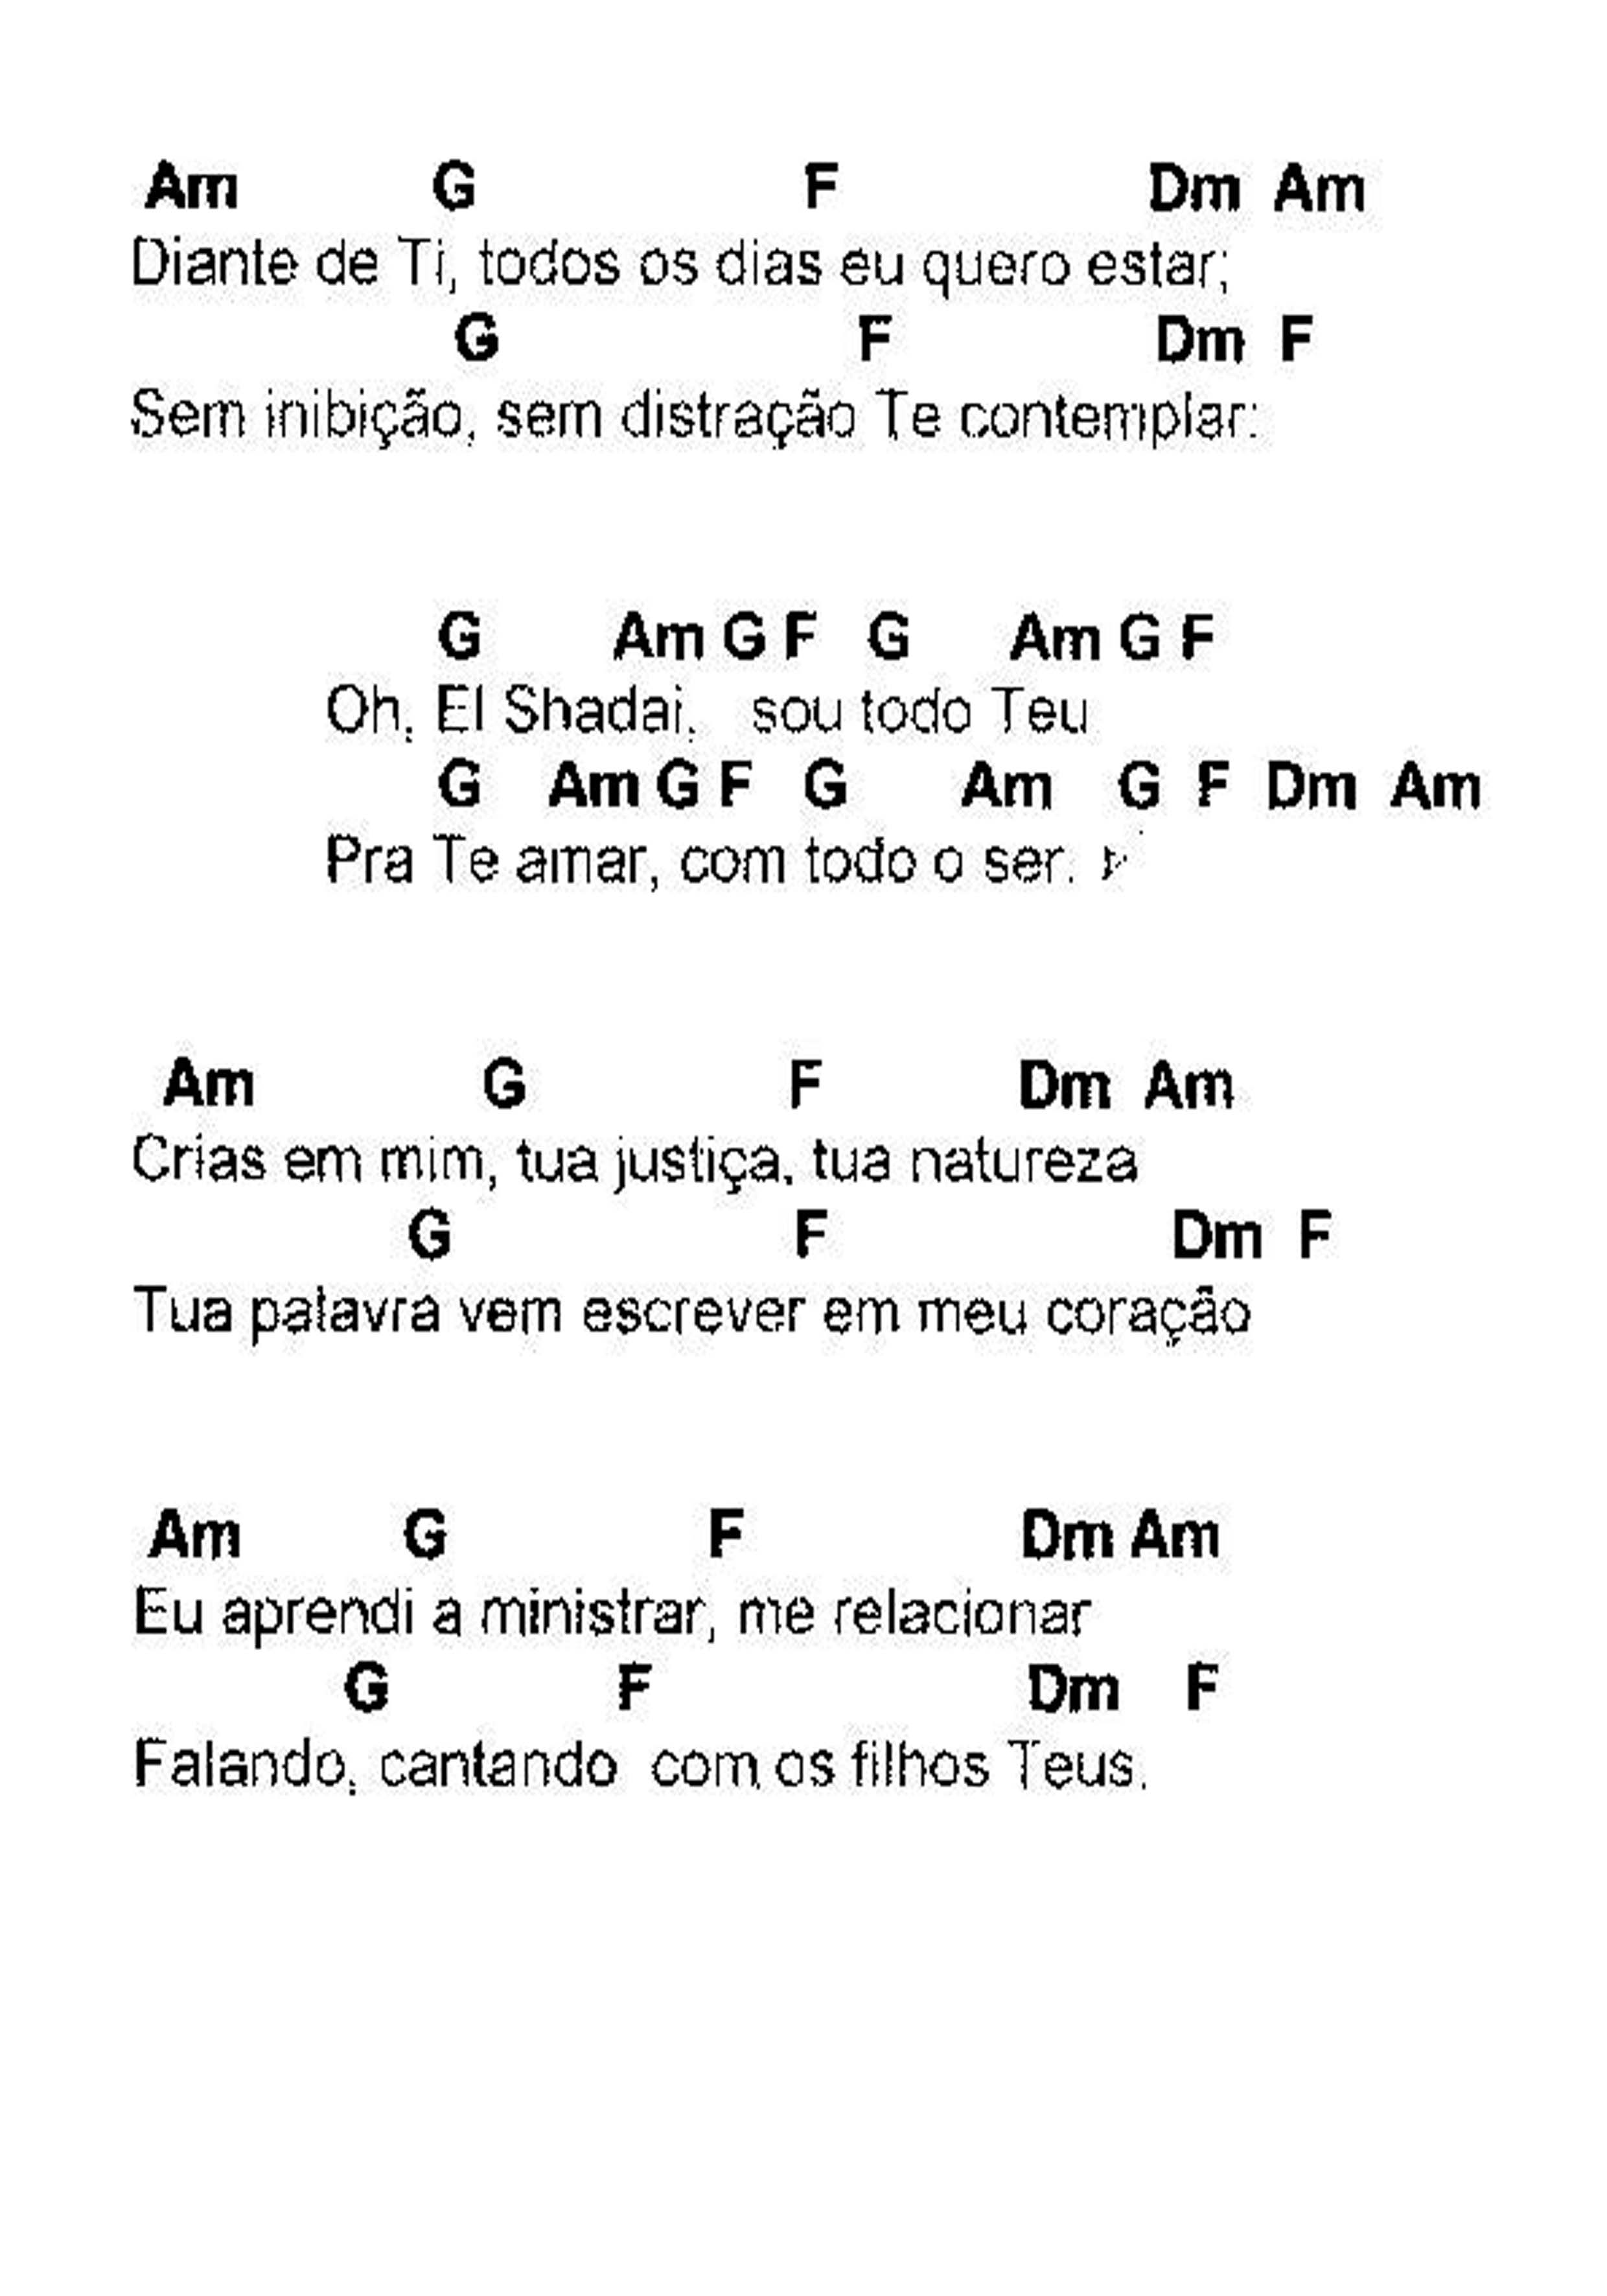 Am G F Dm Am
Diante de Ti, todos os dias eu quero estar;
G F Dm F
Sem inibição, sem distração Te contemplar:
G Am G F G Am G F
Oh, El Shadai, sou todo Teu
G Am G F G Am G F Dm Am
Pra Te amar, com todo o ser.
Am G F Dm Am
Crias em mim, tua justiça, tua natureza
G F Dm F
Tua palavra vem escrever em meu coração
Am G F Dm Am
Eu aprendi a ministrar, me relacionar
G F Dm F
Falando, cantando com os filhos Teus.